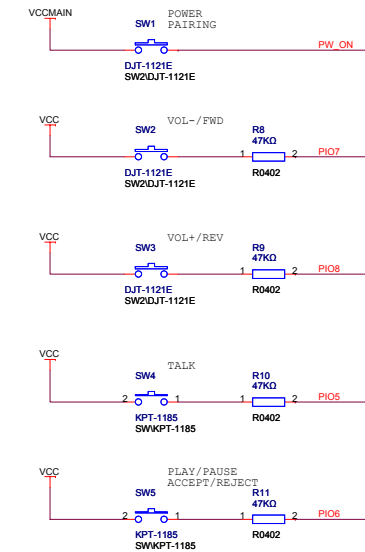 VCCMAIN
POWER
PAIRING
SW1
PW_ON
DJT-1121E
SW2\DJT-1121E
VCC
VOL-/FWD
SW2
R8
47KΩ
1
2
PIO7
DJT-1121E
SW2\DJT-1121E
R0402
VCC
VOL+/REV
SW3
R9
47KΩ
1
2
PIO8
DJT-1121E
SW2\DJT-1121E
R0402
VCC
TALK
SW4
R10
47KΩ
2
1
1
2
PIO5
KPT-1185
SW\KPT-1185
R0402
VCC
PLAY/PAUSE
ACCEPT/REJECT
SW5
R11
47KΩ
2
1
1
2
PIO6
KPT-1185
SW\KPT-1185
R0402